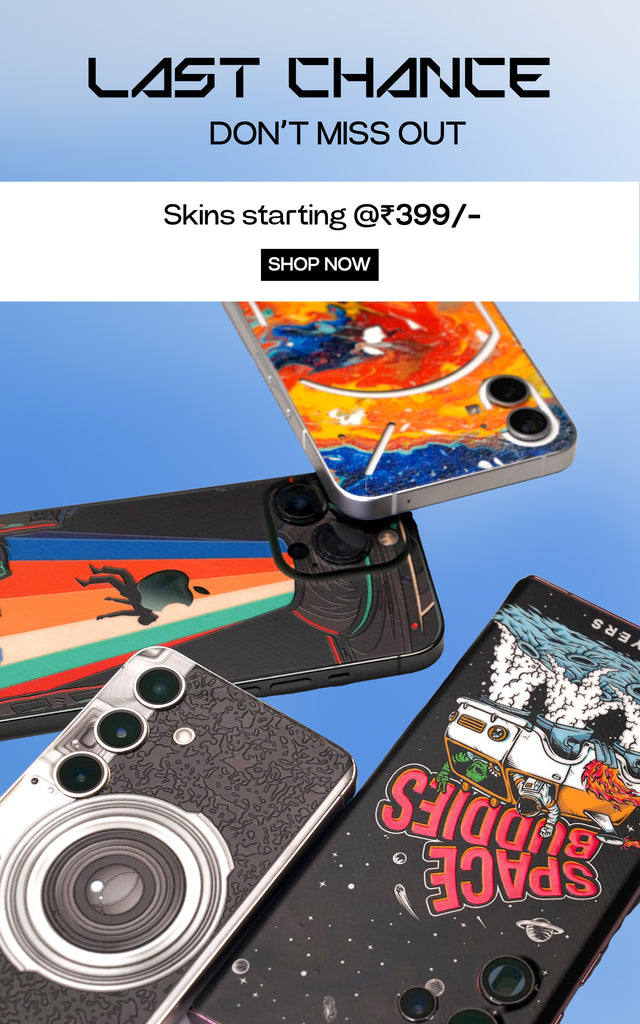 LAST CHANCE
DON'T MISS OUT
Skins starting @₹399/-
SHOP NOW
SPACE
BUDDIES